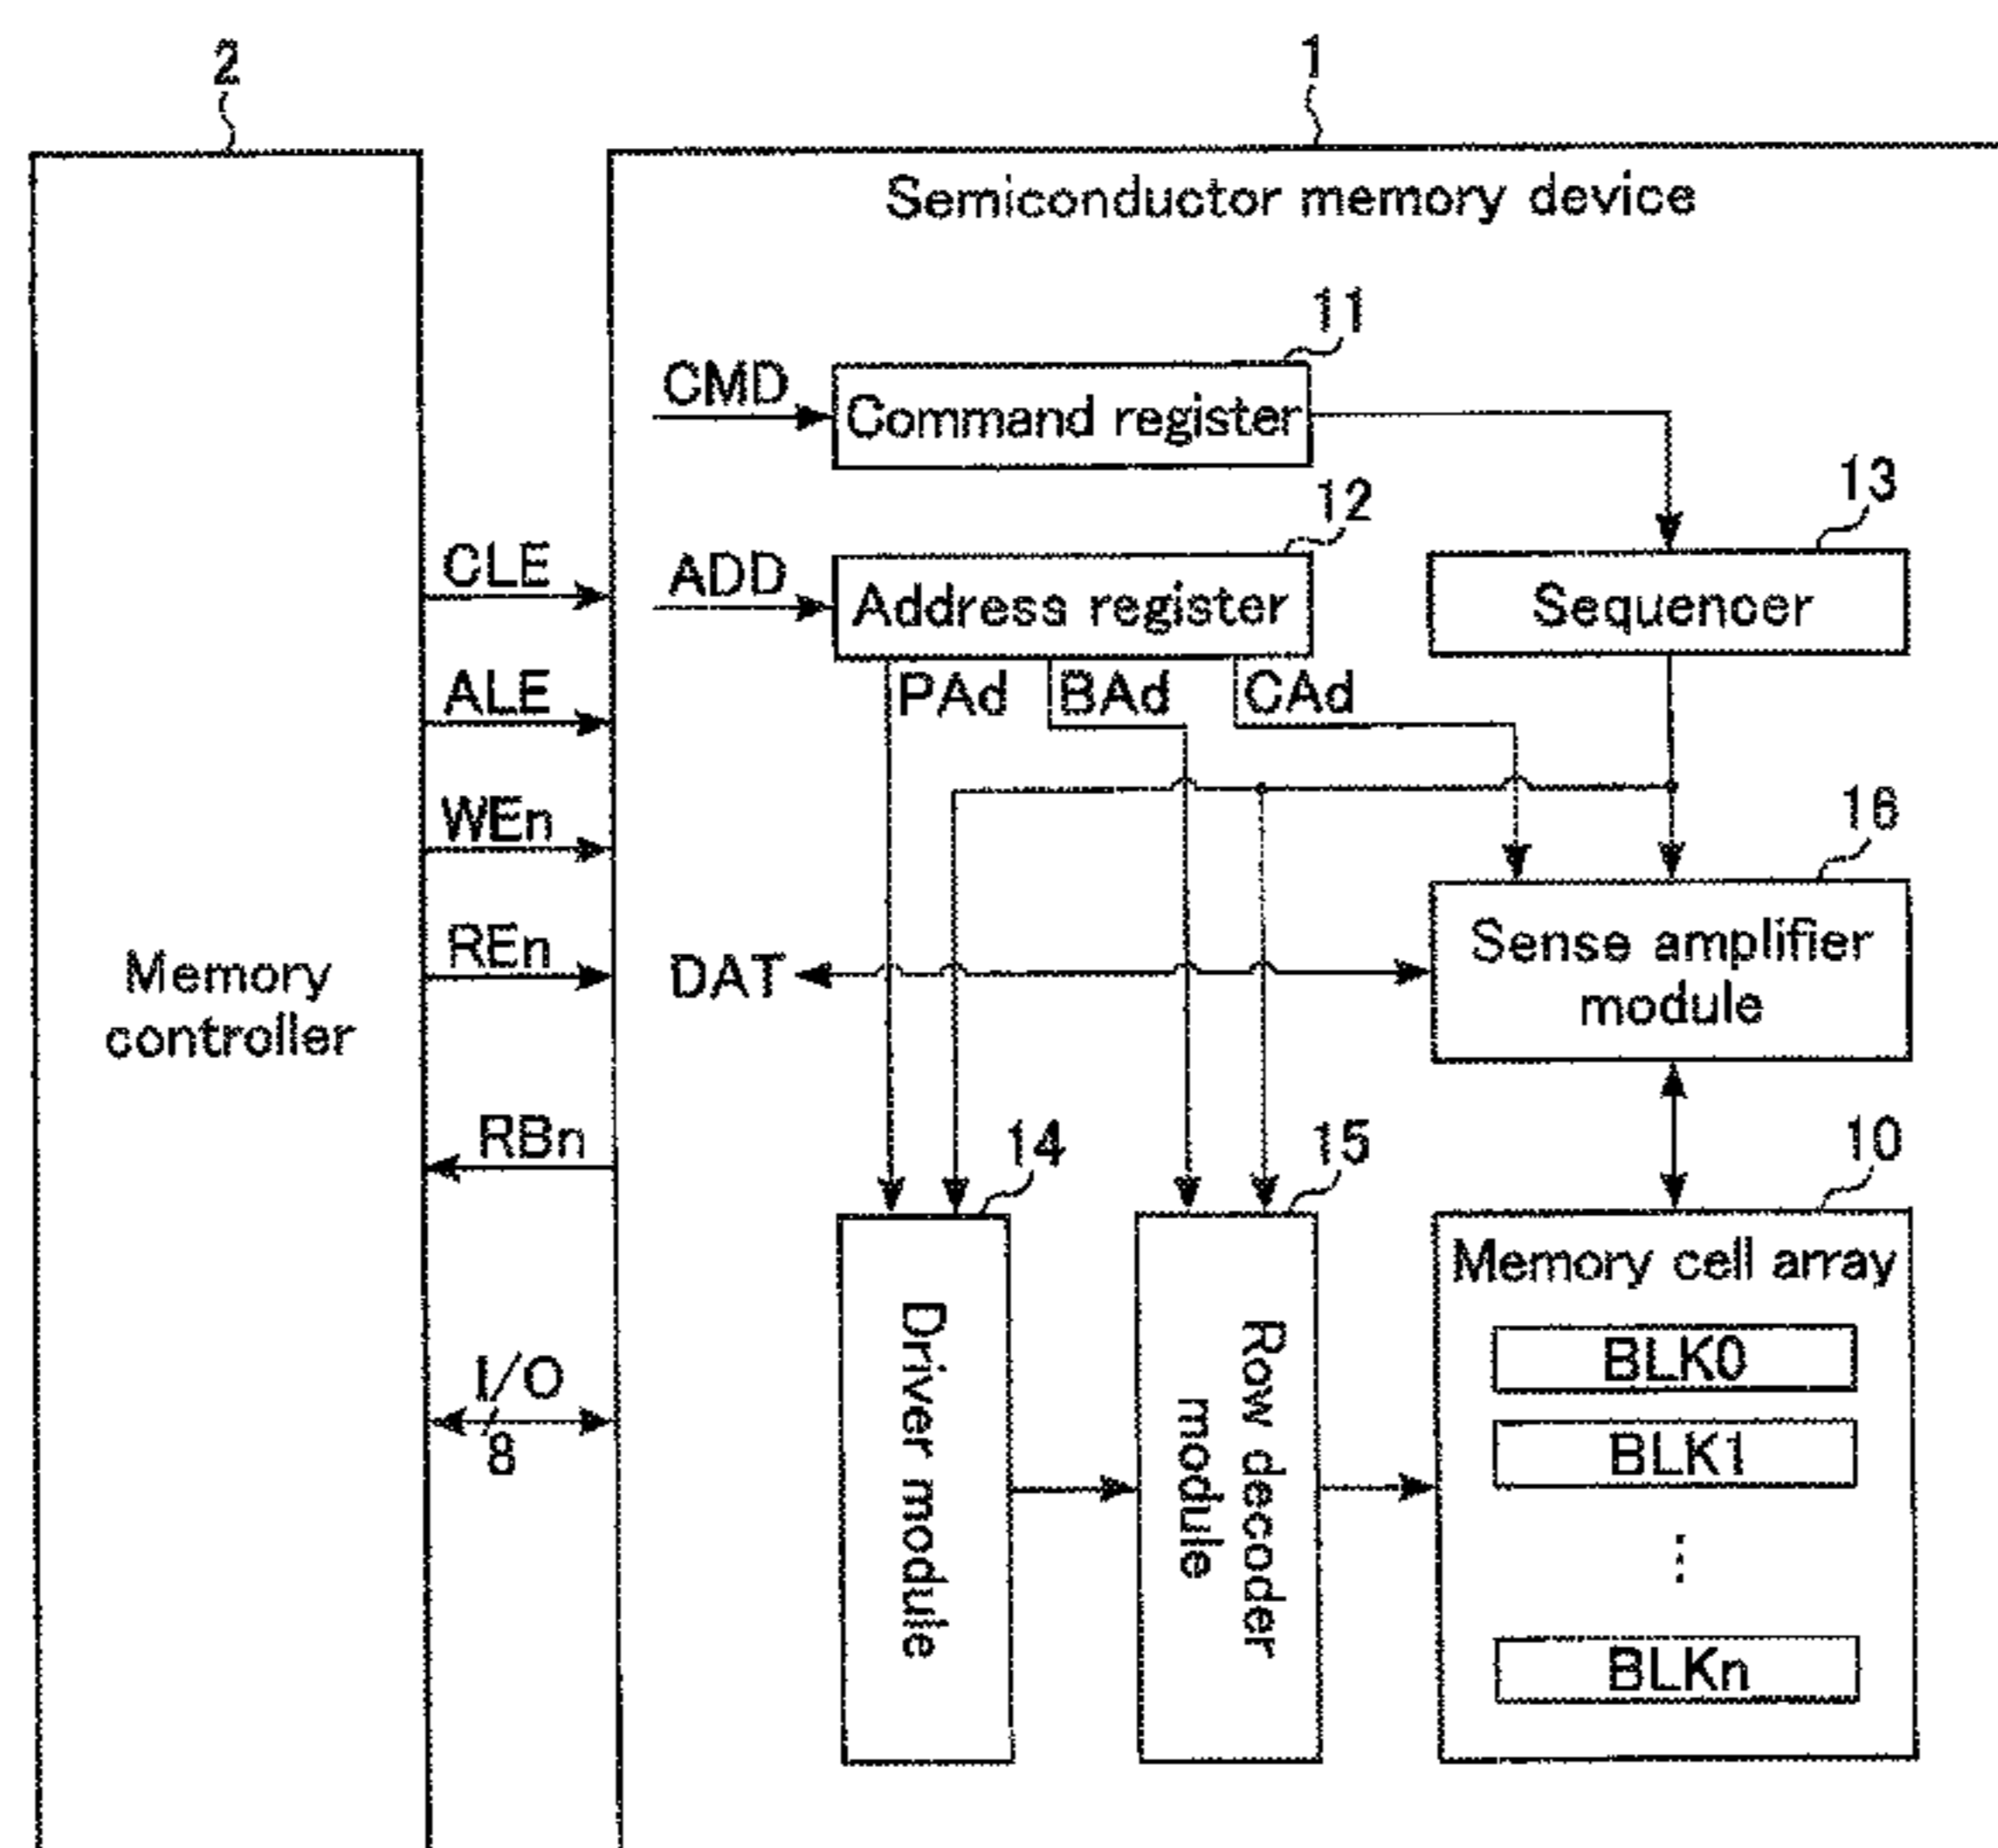 2
1
Semiconductor memory device
11
CMD
Command register
13
12
CLE
ADD
Address register
Sequencer
ALE
PAd
BAd
CAd
WEn
16
REn
DAT
Sense amplifier
module
Memory
controller
RBn
14
15
10
Memory cell array
Driver module
Row decoder
module
BLK0
I/O
8
BLK1
⋮
BLKn